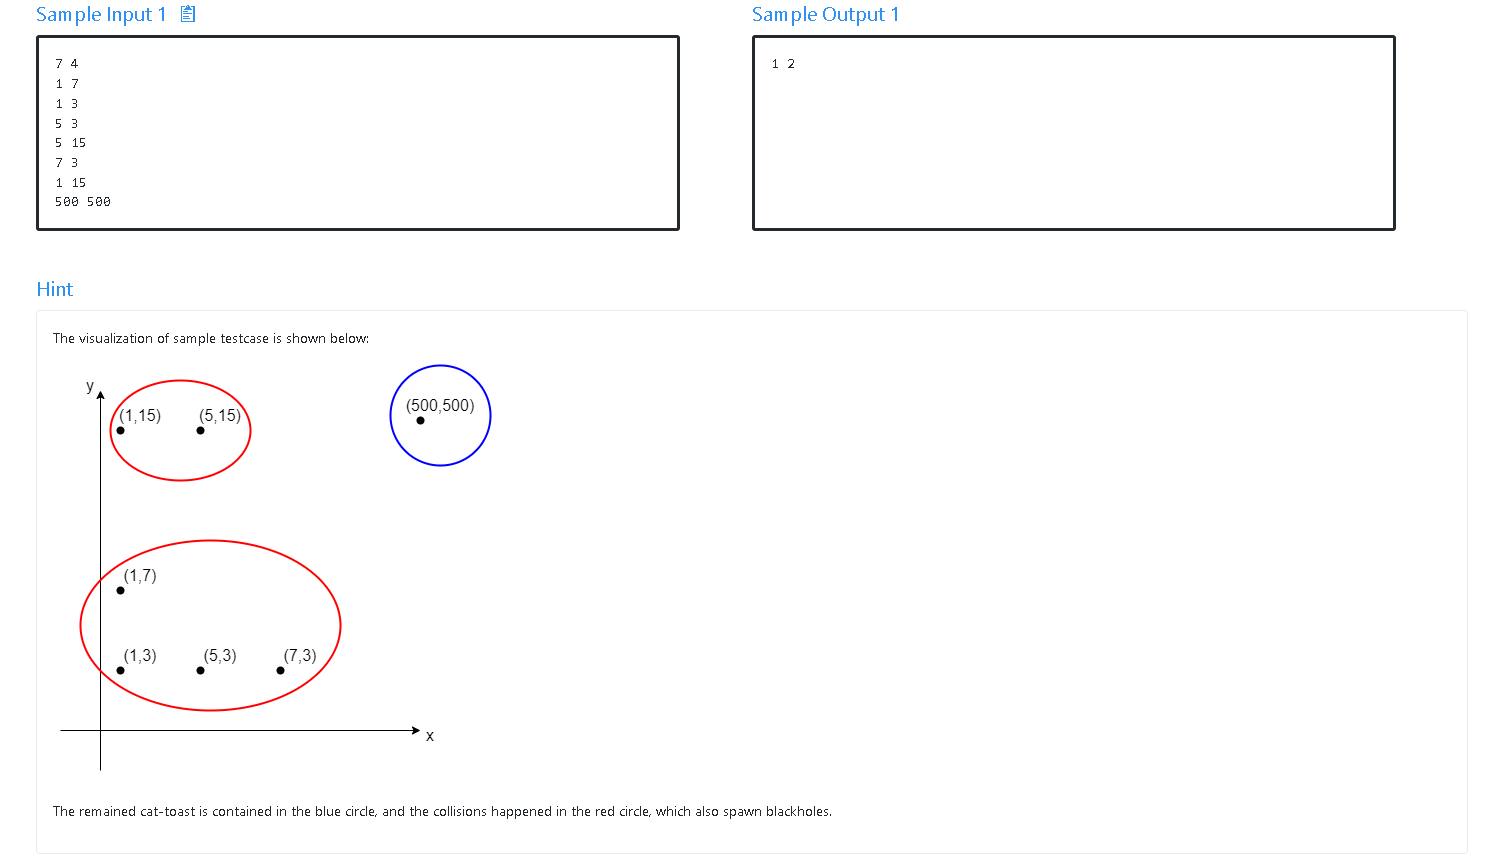 Sample Input 1
Sample Output 1
7 4
1 7
1 3
5 3
5 15
7 3
1 15
500 500
1 2
Hint
The visualization of sample testcase is shown below:
y
(1,15)
(5,15)
(500,500)
(1,7)
(1,3)
(5,3)
(7,3)
x
The remained cat-toast is contained in the blue circle, and the collisions happened in the red circle, which also spawn blackholes.